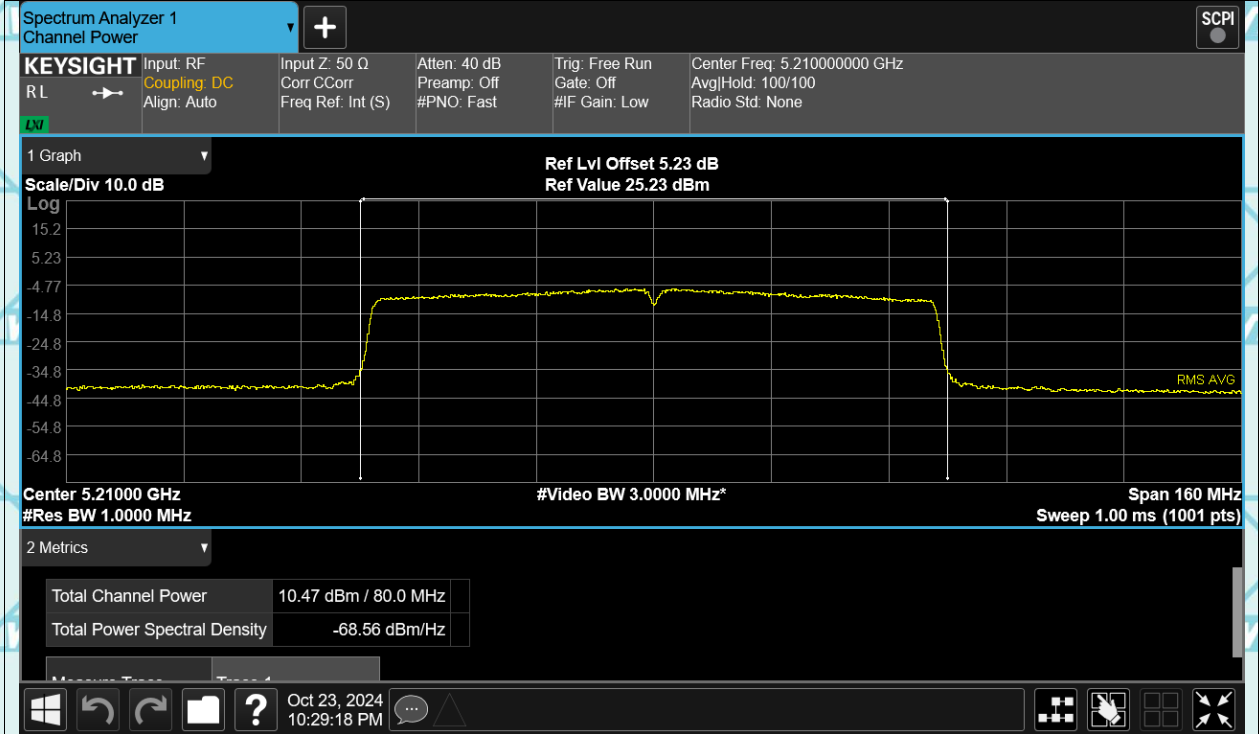 Spectrum Analyzer 1
Channel Power
SCPI
KEYSIGHT
R L
LXI
Input: RF
Coupling: DC
Align: Auto
Input Z: 50 Ω
Corr CCorr
Freq Ref: Int (S)
Atten: 40 dB
Preamp: Off
#PNO: Fast
Trig: Free Run
Gate: Off
#IF Gain: Low
Center Freq: 5.210000000 GHz
Avg|Hold: 100/100
Radio Std: None
1 Graph
Scale/Div 10.0 dB
Ref Lvl Offset 5.23 dB
Ref Value 25.23 dBm
Log
15.2
5.23
-4.77
-14.8
-24.8
-34.8
-44.8
-54.8
-64.8
RMS AVG
Center 5.21000 GHz
#Video BW 3.0000 MHz*
Span 160 MHz
#Res BW 1.0000 MHz
Sweep 1.00 ms (1001 pts)
2 Metrics
Total Channel Power 10.47 dBm / 80.0 MHz
Total Power Spectral Density -68.56 dBm/Hz
Measure Trace Trace 1
?
Oct 23, 2024
10:29:18 PM